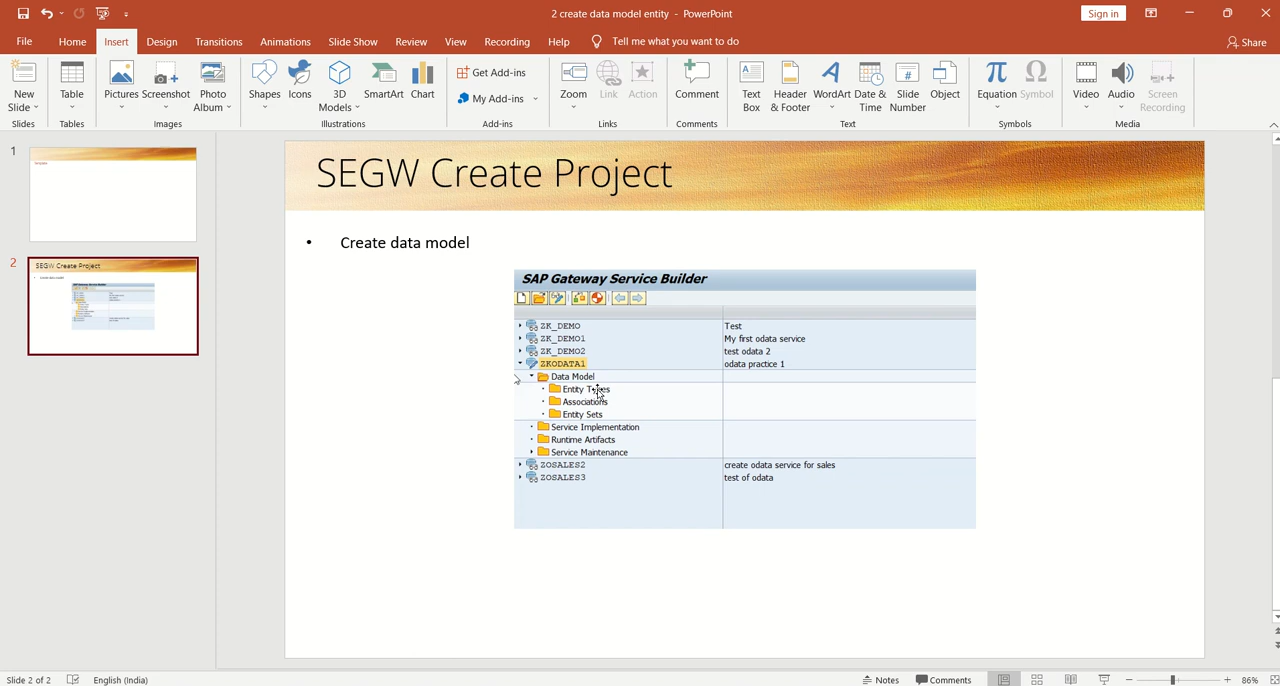 2 create data model entity - PowerPoint
Sign in
File Home Insert Design Transitions Animations Slide Show Review View Recording Help Tell me what you want to do
Share
New Slide
Table
Pictures
Screenshot
Photo Album
Shapes
Icons
3D Models
SmartArt
Chart
Get Add-ins
My Add-ins
Zoom
Link
Action
Comment
Text Box
Header & Footer
WordArt
Date & Time
Slide Number
Object
Equation
Symbol
Video
Audio
Screen Recording
Slides Tables Images Illustrations Add-ins Links Comments Text Symbols Media
1
2
SEGW Create Project
SEGW Create Project
• Create data model
SAP Gateway Service Builder
ZK_DEMO Test
ZK_DEMO1 My first odata service
ZK_DEMO2 test odata 2
ZKODATA1 odata practice 1
Data Model
Entity Types
Associations
Entity Sets
Service Implementation
Runtime Artifacts
Service Maintenance
ZOSALES2 create odata service for sales
ZOSALES3 test of odata
Slide 2 of 2 English (India) Notes Comments 86%